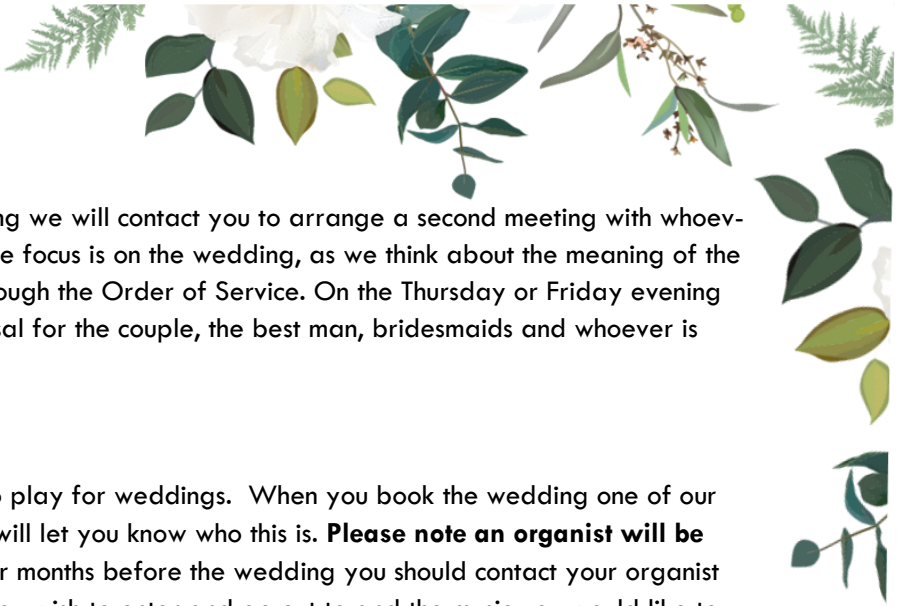 ng we will contact you to arrange a second meeting with whoev-
e focus is on the wedding, as we think about the meaning of the
ough the Order of Service. On the Thursday or Friday evening
sal for the couple, the best man, bridesmaids and whoever is
play for weddings. When you book the wedding one of our
will let you know who this is. Please note an organist will be
r months before the wedding you should contact your organist